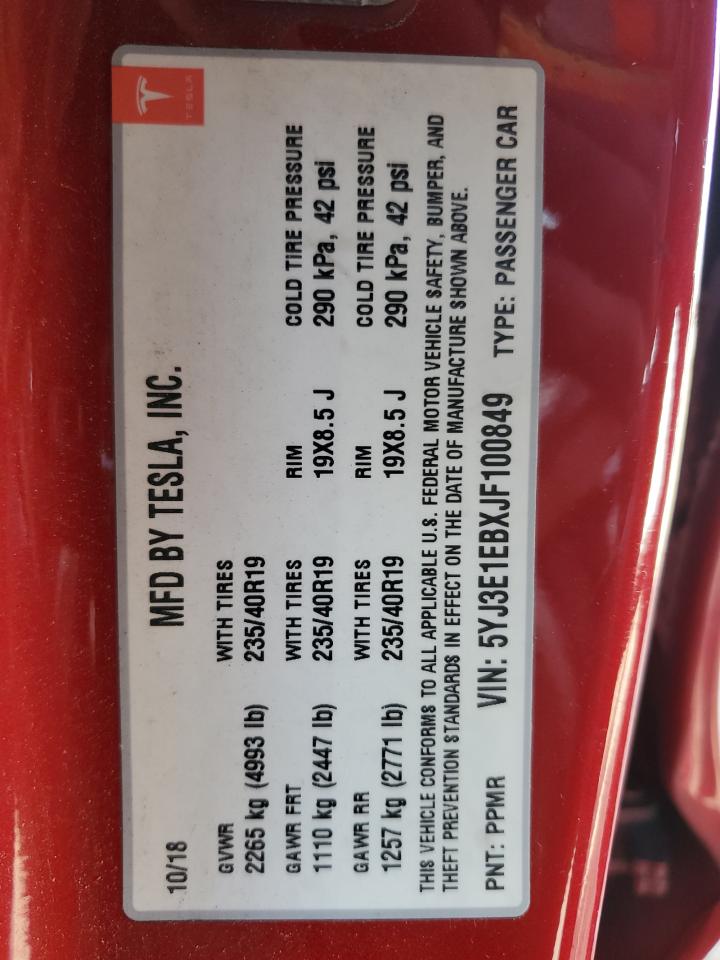 TESLA
MFD BY TESLA, INC.
10/18
GVWR WITH TIRES
2265 kg (4993 lb) 235/40R19
GAWR FRT WITH TIRES RIM COLD TIRE PRESSURE
1110 kg (2447 lb) 235/40R19 19X8.5 J 290 kPa, 42 psi
GAWR RR WITH TIRES RIM COLD TIRE PRESSURE
1257 kg (2771 lb) 235/40R19 19X8.5 J 290 kPa, 42 psi
THIS VEHICLE CONFORMS TO ALL APPLICABLE U.S. FEDERAL MOTOR VEHICLE SAFETY, BUMPER, AND
THEFT PREVENTION STANDARDS IN EFFECT ON THE DATE OF MANUFACTURE SHOWN ABOVE.
PNT: PPMR VIN: 5YJ3E1EBXJF100849 TYPE: PASSENGER CAR